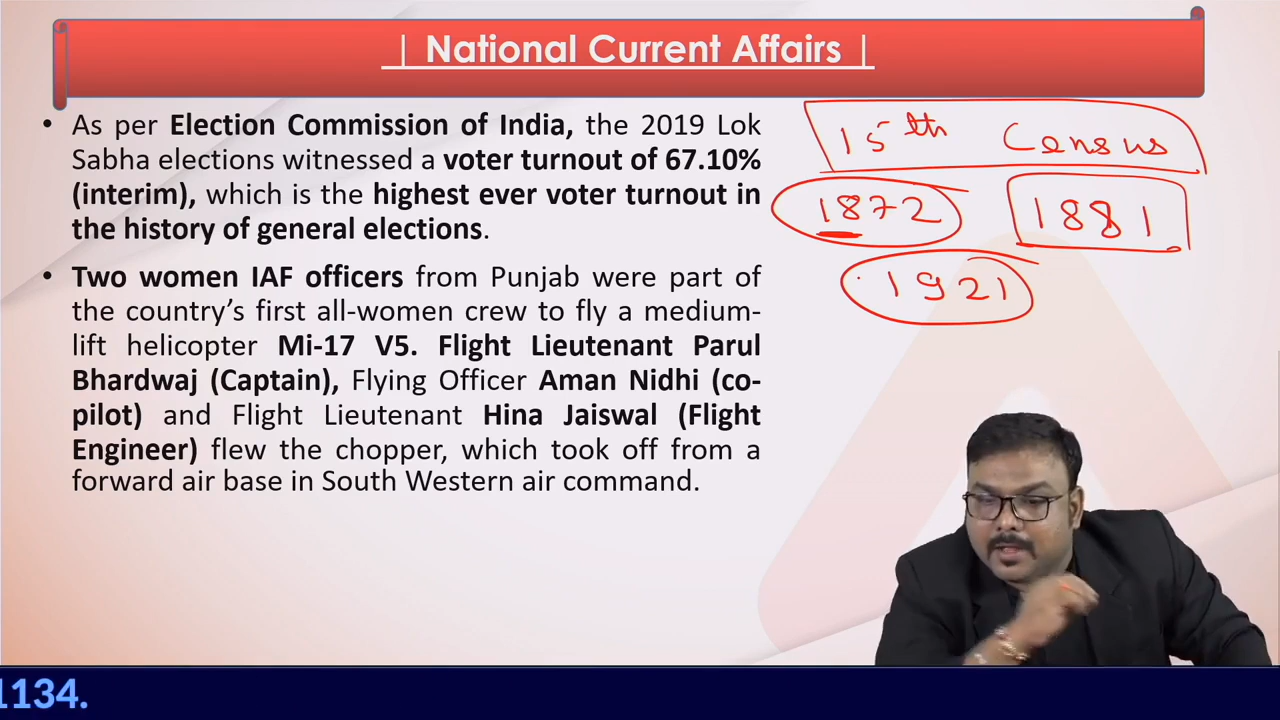 | National Current Affairs |
• As per Election Commission of India, the 2019 Lok
Sabha elections witnessed a voter turnout of 67.10%
(interim), which is the highest ever voter turnout in
the history of general elections.
• Two women IAF officers from Punjab were part of
the country’s first all-women crew to fly a medium-
lift helicopter Mi-17 V5. Flight Lieutenant Parul
Bhardwaj (Captain), Flying Officer Aman Nidhi (co-
pilot) and Flight Lieutenant Hina Jaiswal (Flight
Engineer) flew the chopper, which took off from a
forward air base in South Western air command.
15th Census
1872 1881
1921
1134.